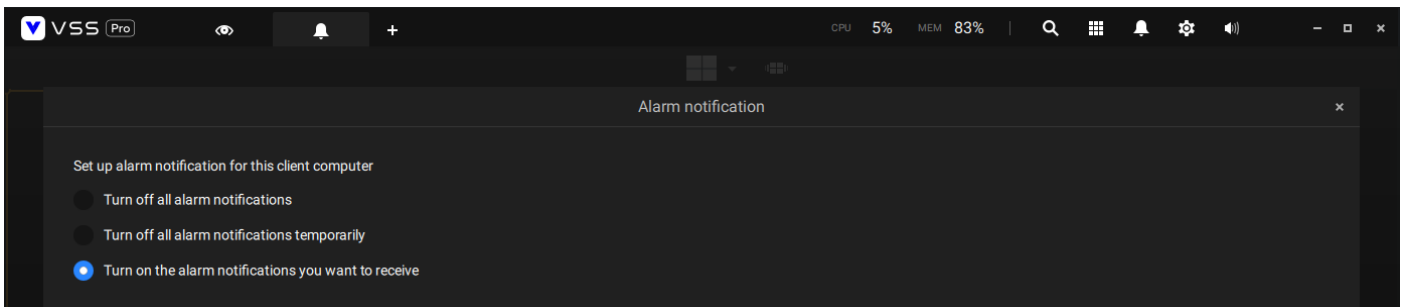 VSS Pro CPU 5% MEM 83%
Alarm notification
Set up alarm notification for this client computer
Turn off all alarm notifications
Turn off all alarm notifications temporarily
Turn on the alarm notifications you want to receive